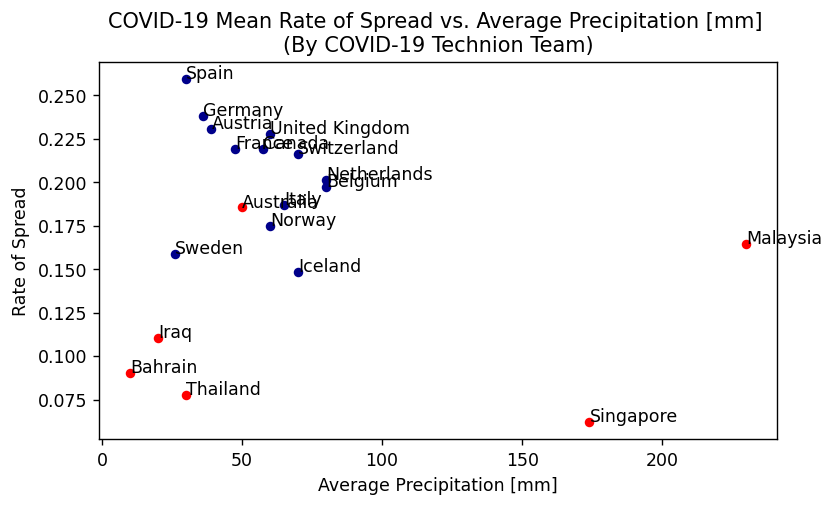 COVID-19 Mean Rate of Spread vs. Average Precipitation [mm]
(By COVID-19 Technion Team)
Rate of Spread
0.250
0.225
0.200
0.175
0.150
0.125
0.100
0.075
Spain
Germany
Austria
United Kingdom
France
Canada
Switzerland
Netherlands
Belgium
Italy
Australia
Norway
Malaysia
Sweden
Iceland
Iraq
Bahrain
Thailand
Singapore
0
50
100
150
200
Average Precipitation [mm]